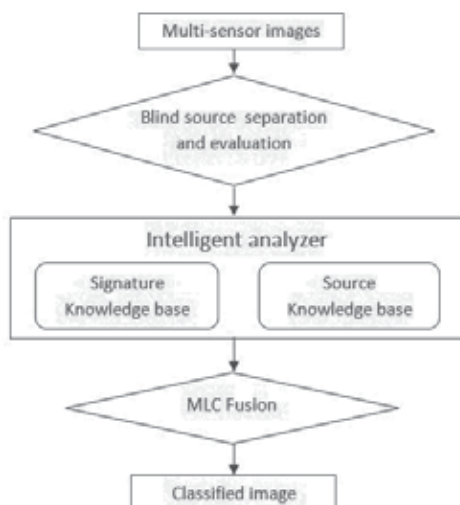 Multi-sensor images
Blind source separation
and evaluation
Intelligent analyzer
Signature
Knowledge base
Source
Knowledge base
MLC Fusion
Classified image